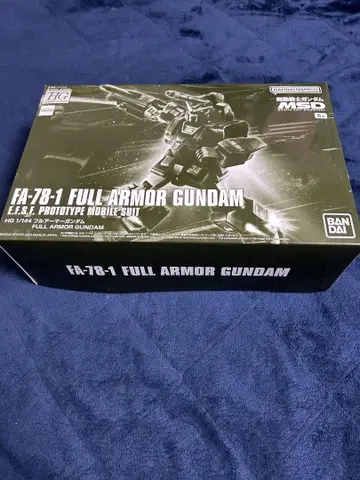 HG
BANDAI NAMCO
機動戦士ガンダム
MSD
FA-78-1 FULL ARMOR GUNDAM
E.F.S.F. PROTOTYPE MOBILE SUIT
HG 1/144 フルアーマーガンダム
FULL ARMOR GUNDAM
BAN
DAI
FA-78-1 FULL ARMOR GUNDAM